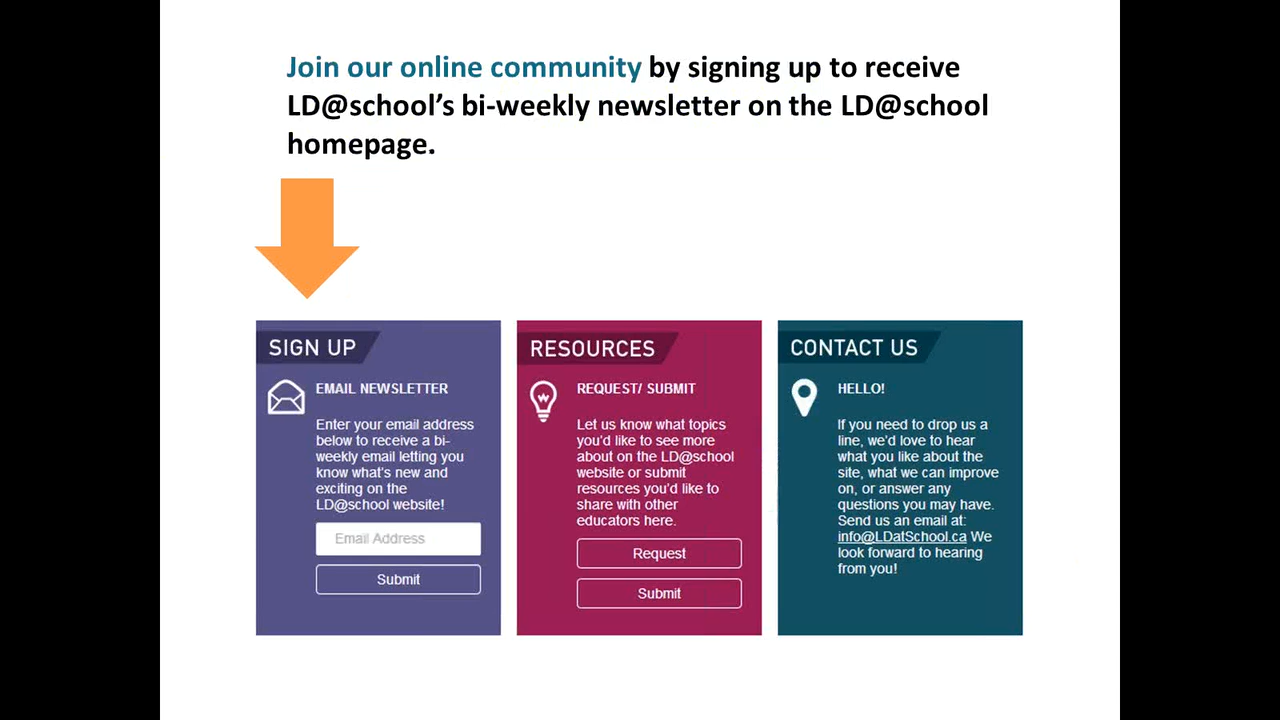 Join our online community by signing up to receive
LD@school’s bi-weekly newsletter on the LD@school
homepage.
SIGN UP
EMAIL NEWSLETTER
Enter your email address
below to receive a bi-
weekly email letting you
know what’s new and
exciting on the
LD@school website!
Email Address
Submit
RESOURCES
REQUEST/ SUBMIT
Let us know what topics
you’d like to see more
about on the LD@school
website or submit
resources you’d like to
share with other
educators here.
Request
Submit
CONTACT US
HELLO!
If you need to drop us a
line, we’d love to hear
what you like about the
site, what we can improve
on, or answer any
questions you may have.
Send us an email at:
info@LDatSchool.ca We
look forward to hearing
from you!